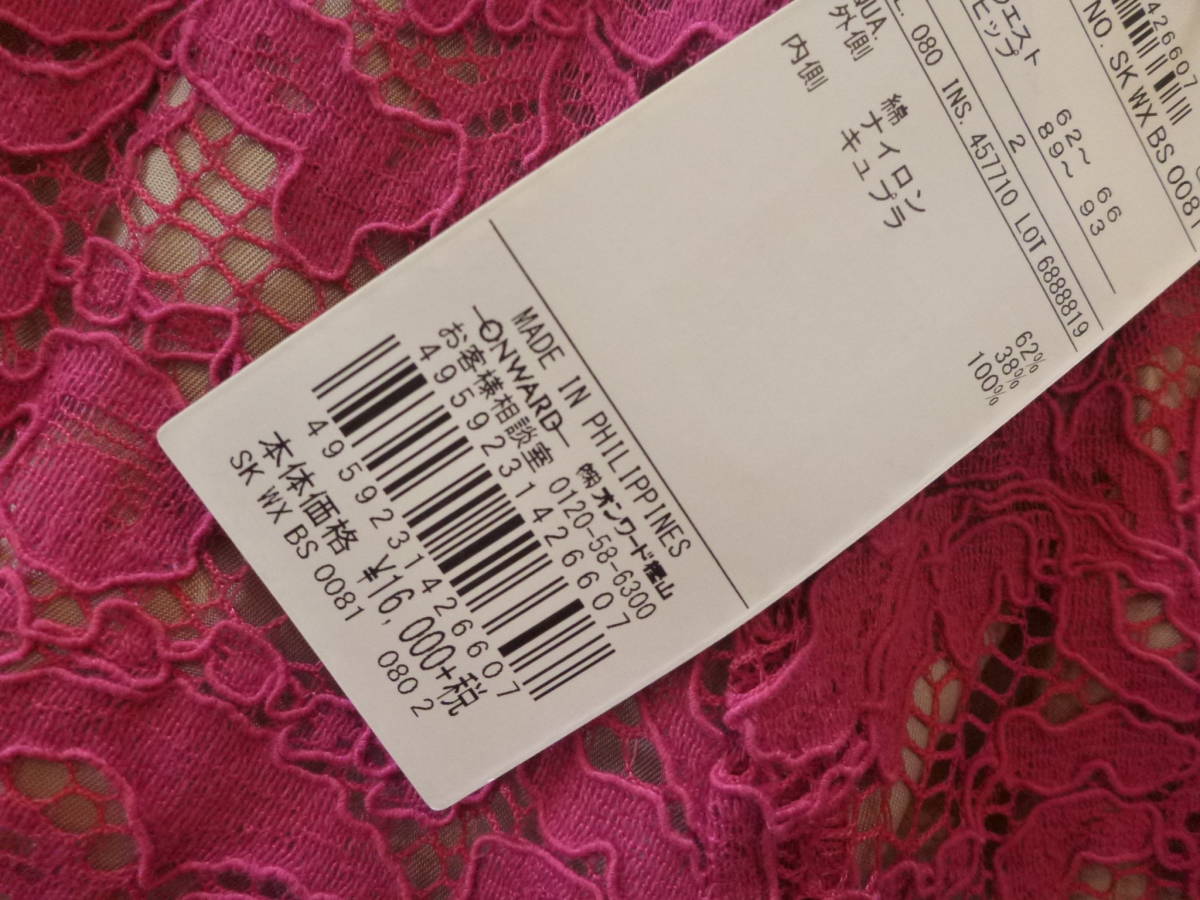 426607
NO. SK WX BS 0081
ウエスト 62～ 66
ヒップ 89～ 93
2
080 INS. 457710 LOT 6888819
QUA.
外側 綿 62%
ナイロン 38%
内側 キュプラ 100%
MADE IN PHILIPPINES
ONWARD ㈱オンワード樫山
お客様相談室 0120-58-6300
4959231426607
4959231426607
本体価格 ¥16,000+税
SK WX BS 0081 080 2